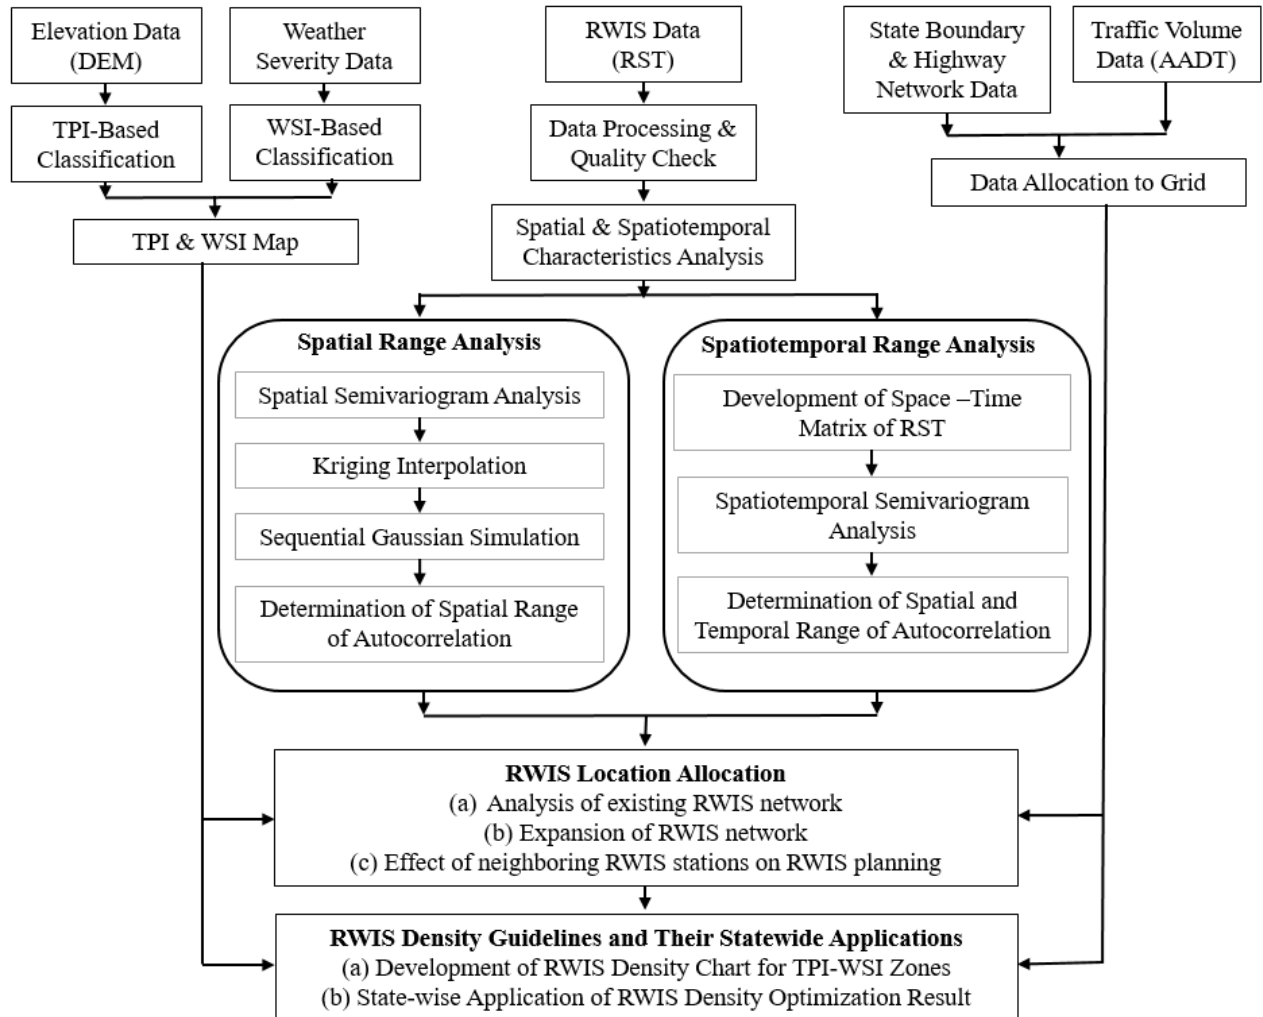 Elevation Data
(DEM)
Weather
Severity Data
RWIS Data
(RST)
State Boundary
& Highway
Network Data
Traffic Volume
Data (AADT)
TPI-Based
Classification
WSI-Based
Classification
Data Processing &
Quality Check
Data Allocation to Grid
TPI & WSI Map
Spatial & Spatiotemporal
Characteristics Analysis
Spatial Range Analysis
Spatial Semivariogram Analysis
Kriging Interpolation
Sequential Gaussian Simulation
Determination of Spatial Range
of Autocorrelation
Spatiotemporal Range Analysis
Development of Space –Time
Matrix of RST
Spatiotemporal Semivariogram
Analysis
Determination of Spatial and
Temporal Range of Autocorrelation
RWIS Location Allocation
(a) Analysis of existing RWIS network
(b) Expansion of RWIS network
(c) Effect of neighboring RWIS stations on RWIS planning
RWIS Density Guidelines and Their Statewide Applications
(a) Development of RWIS Density Chart for TPI-WSI Zones
(b) State-wise Application of RWIS Density Optimization Result